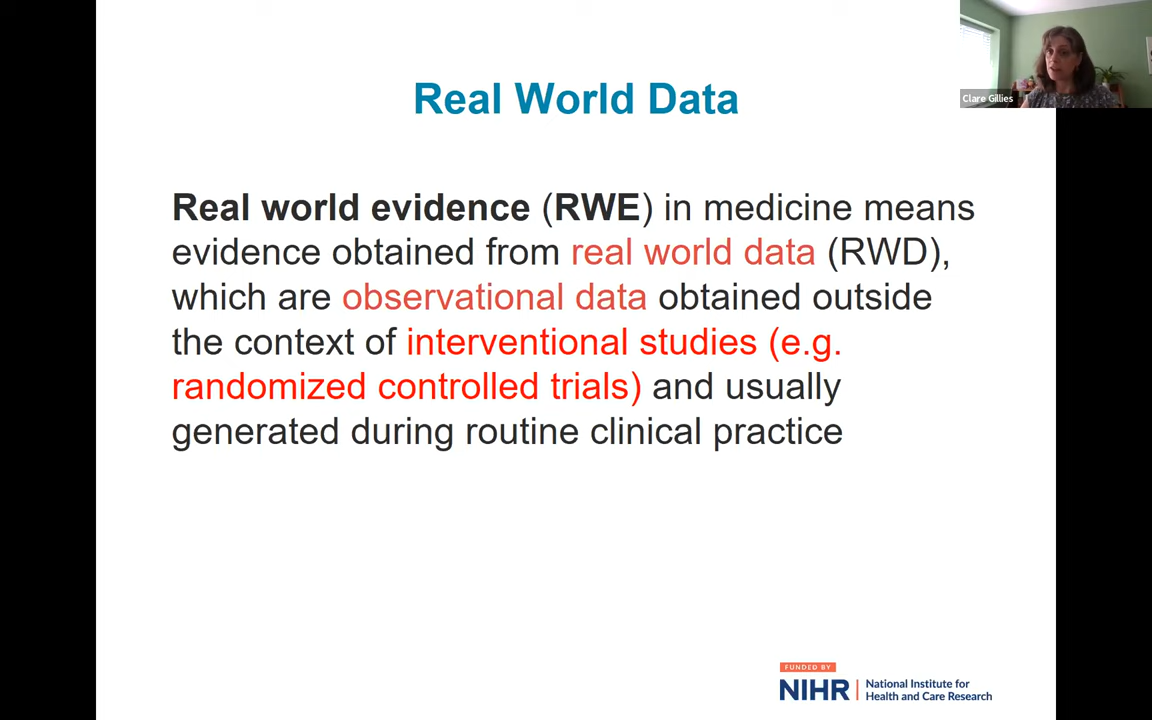 Real World Data
Clare Gillies
Real world evidence (RWE) in medicine means
evidence obtained from real world data (RWD),
which are observational data obtained outside
the context of interventional studies (e.g.
randomized controlled trials) and usually
generated during routine clinical practice
FUNDED BY
NIHR | National Institute for
Health and Care Research